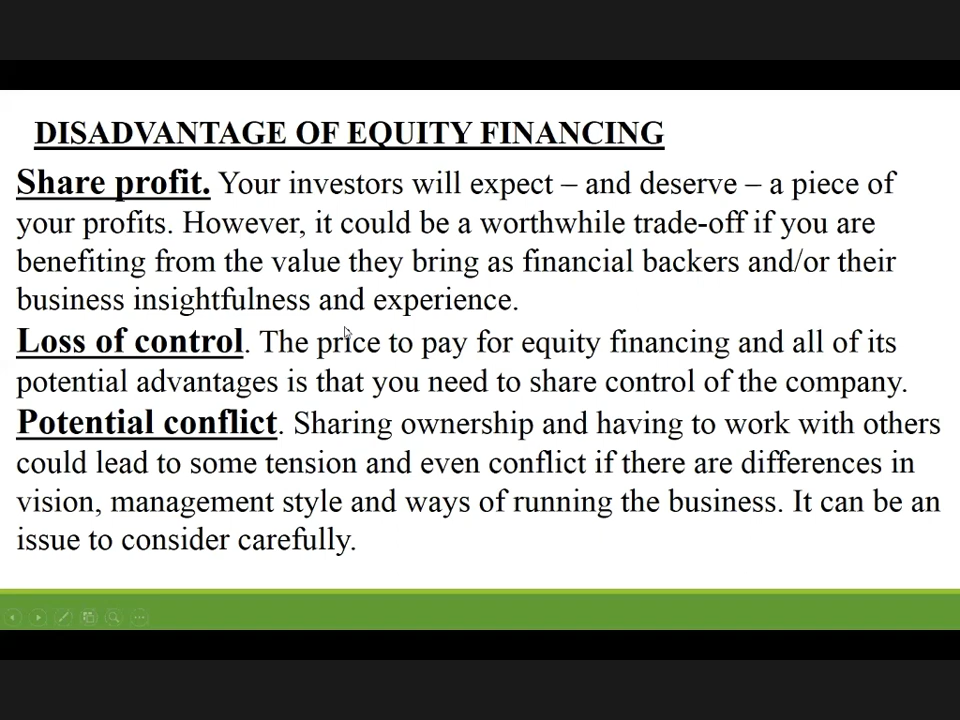 DISADVANTAGE OF EQUITY FINANCING
Share profit. Your investors will expect – and deserve – a piece of
your profits. However, it could be a worthwhile trade-off if you are
benefiting from the value they bring as financial backers and/or their
business insightfulness and experience.
Loss of control. The price to pay for equity financing and all of its
potential advantages is that you need to share control of the company.
Potential conflict. Sharing ownership and having to work with others
could lead to some tension and even conflict if there are differences in
vision, management style and ways of running the business. It can be an
issue to consider carefully.